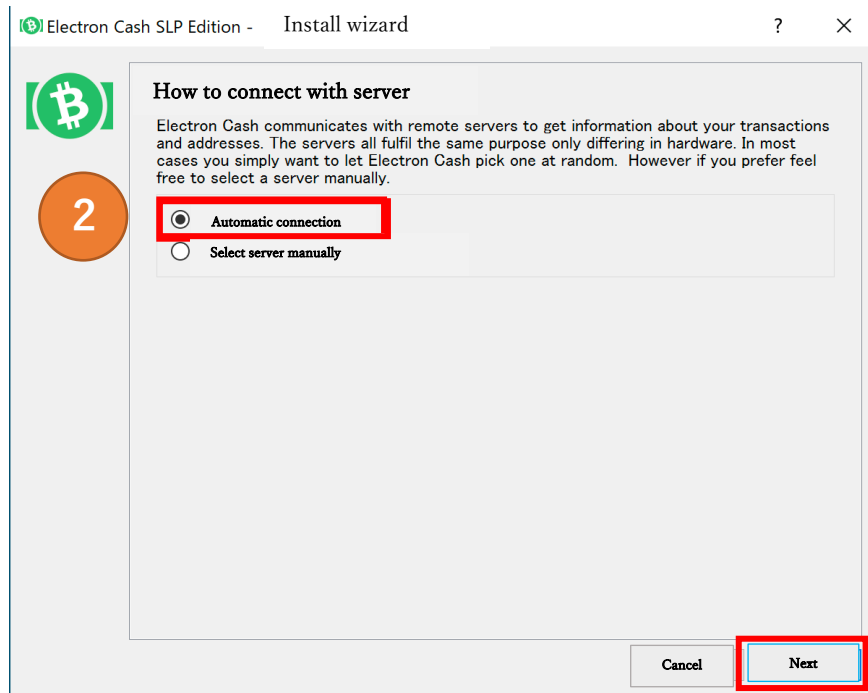 Electron Cash SLP Edition - Install wizard ?
How to connect with server
Electron Cash communicates with remote servers to get information about your transactions
and addresses. The servers all fulfil the same purpose only differing in hardware. In most
cases you simply want to let Electron Cash pick one at random. However if you prefer feel
free to select a server manually.
2
Automatic connection
Select server manually
Cancel
Next